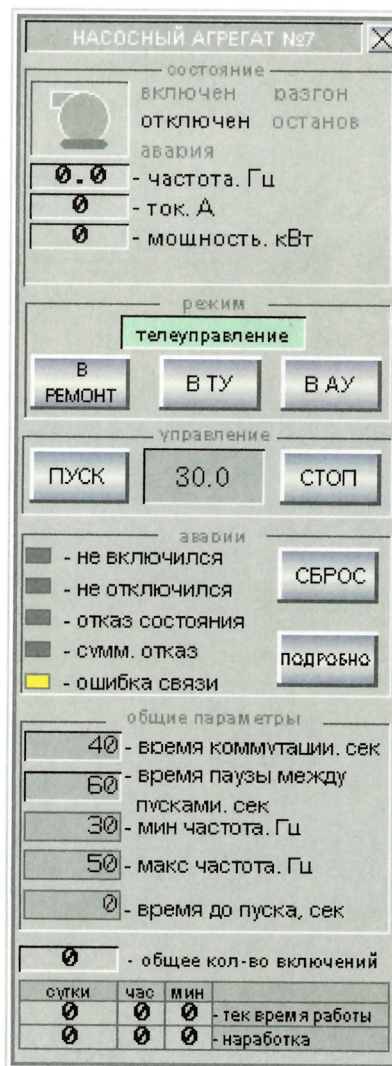 НАСОСНЫЙ АГРЕГАТ №7
состояние
включен разгон
отключен останов
авария
0.0 - частота. Гц
0 - ток. А
0 - мощность. кВт
режим
телеуправление
В РЕМОНТ В ТУ В АУ
управление
ПУСК 30.0 СТОП
аварии
- не включился
- не отключился
СБРОС
- отказ состояния
- сумм. отказ
ПОДРОБНО
- ошибка связи
общие параметры
40 - время коммутации. сек
60 - время паузы между
пусками. сек
30 - мин частота. Гц
50 - макс частота. Гц
0 - время до пуска, сек
0 - общее кол-во включений
сутки час мин
0 0 0 - тек время работы
0 0 0 - наработка